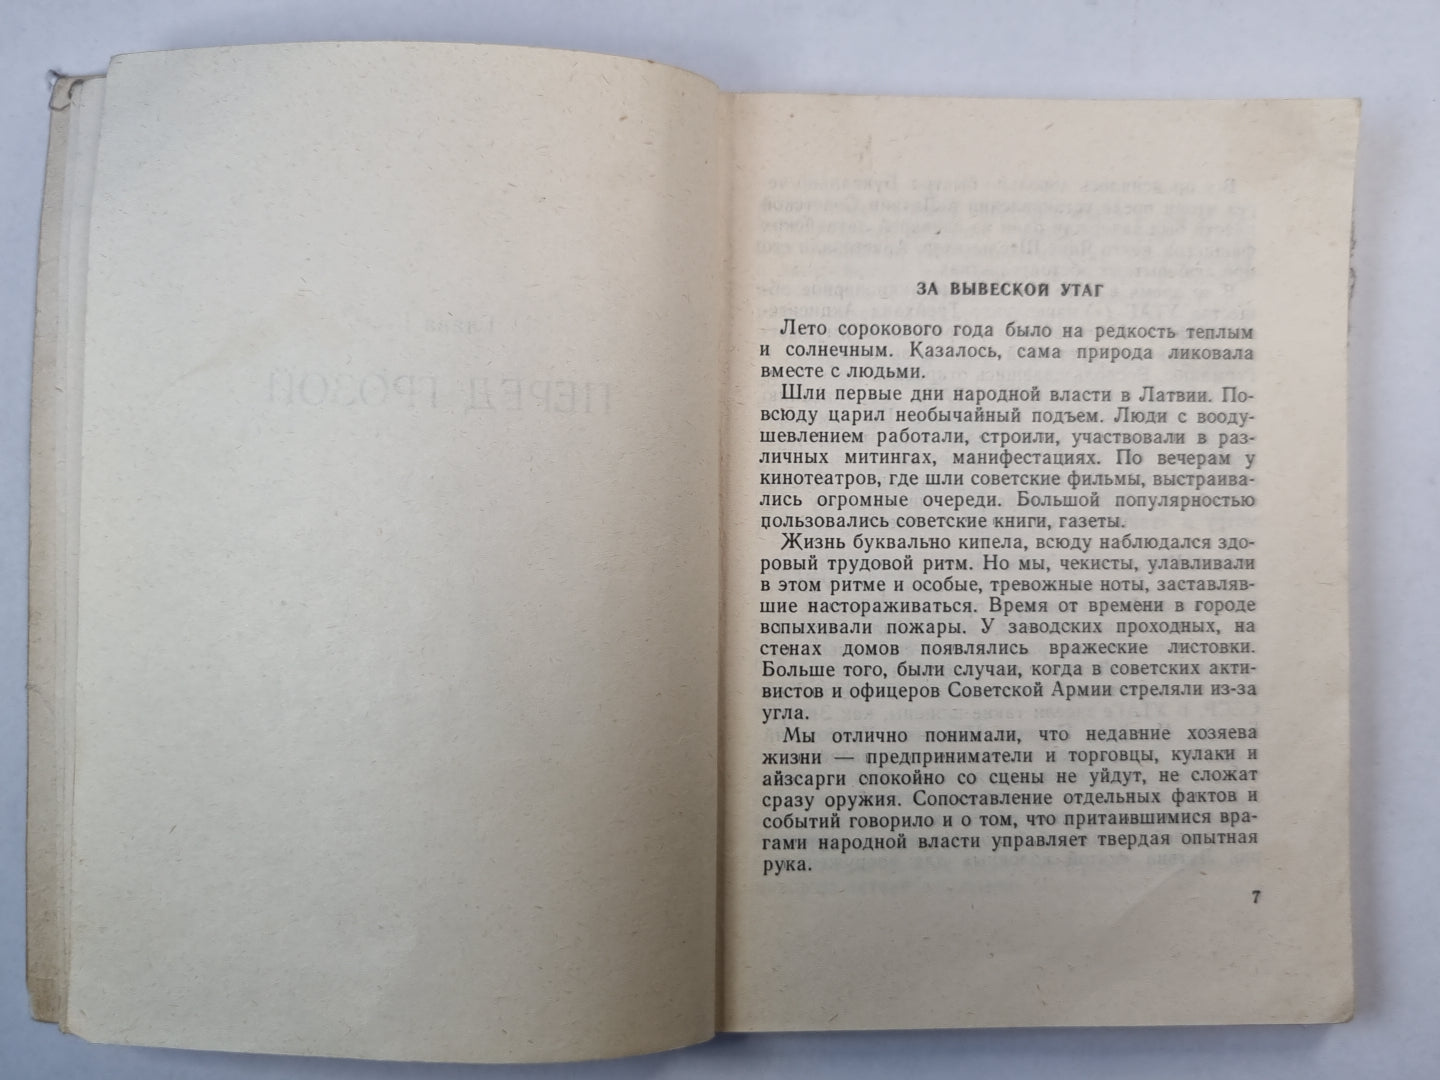 Глава I
ПЕРЕД ГРОЗОЙ
ЗА ВЫВЕСКОЙ УТАГ
Лето сорокового года было на редкость теплым
и солнечным. Казалось, сама природа ликовала
вместе с людьми.
Шли первые дни народной власти в Латвии. По-
всюду царил необычайный подъем. Люди с вооду-
шевлением работали, строили, участвовали в раз-
личных митингах, манифестациях. По вечерам у
кинотеатров, где шли советские фильмы, выстраива-
лись огромные очереди. Большой популярностью
пользовались советские книги, газеты.
Жизнь буквально кипела, всюду наблюдался здо-
ровый трудовой ритм. Но мы, чекисты, улавливали
в этом ритме и особые, тревожные ноты, заставляв-
шие настораживаться. Время от времени в городе
вспыхивали пожары. У заводских проходных, на
стенах домов появлялись вражеские листовки.
Больше того, были случаи, когда в советских акти-
вистов и офицеров Советской Армии стреляли из-за
угла.
Мы отлично понимали, что недавние хозяева
жизни — предприниматели и торговцы, кулаки и
айзсарги спокойно со сцены не уйдут, не сложат
сразу оружия. Сопоставление отдельных фактов и
событий говорило и о том, что притаившимися вра-
гами народной власти управляет твердая опытная
рука.
7